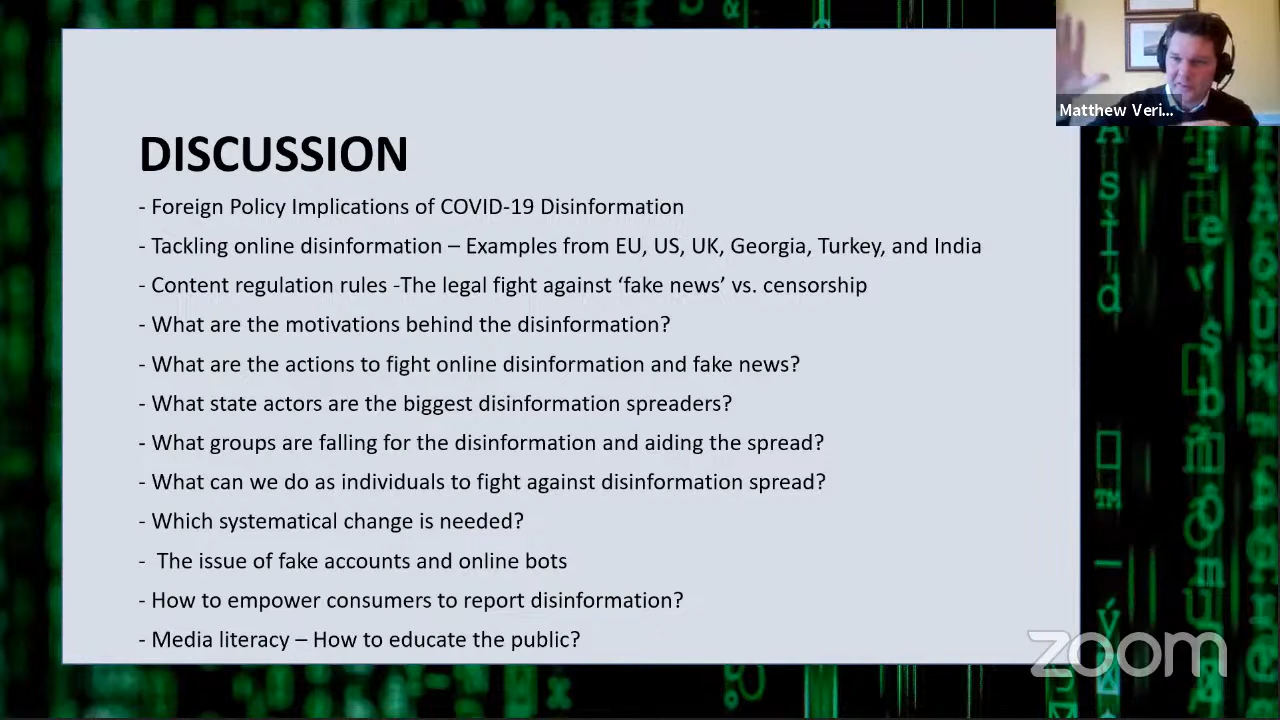 Matthew Veri...
DISCUSSION
- Foreign Policy Implications of COVID-19 Disinformation
- Tackling online disinformation – Examples from EU, US, UK, Georgia, Turkey, and India
- Content regulation rules -The legal fight against ‘fake news’ vs. censorship
- What are the motivations behind the disinformation?
- What are the actions to fight online disinformation and fake news?
- What state actors are the biggest disinformation spreaders?
- What groups are falling for the disinformation and aiding the spread?
- What can we do as individuals to fight against disinformation spread?
- Which systematical change is needed?
-  The issue of fake accounts and online bots
- How to empower consumers to report disinformation?
- Media literacy – How to educate the public?
zoom